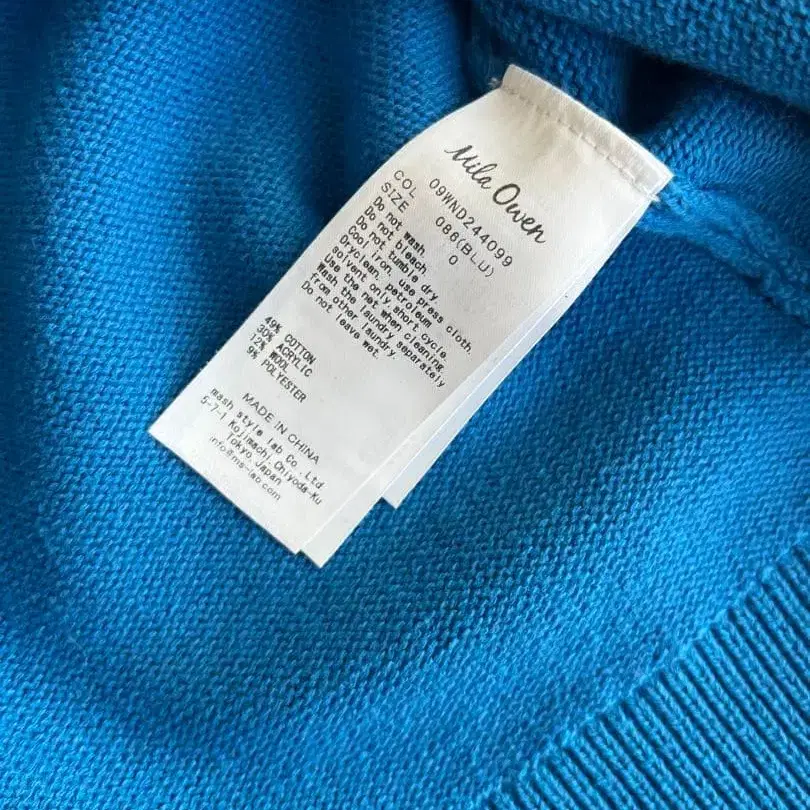 Mila Owen
09WND244099
COL 086(BLU)
SIZE 0
Do not wash.
Do not bleach
Do not tumble dry.
Cool iron, use press cloth.
Dryclean, petroleum
solvent only.short cycle.
Use the net when cleaning.
Wash the laundry separately
from other laundry.
Do not leave wet.
49% COTTON
30% ACRYLIC
12% WOOL
9% POLYESTER
MADE IN CHINA
mash style lab Co., Ltd.
5-7-1 Kojimachi, Chiyoda-Ku
Tokyo, Japan
info@ms-lab.com